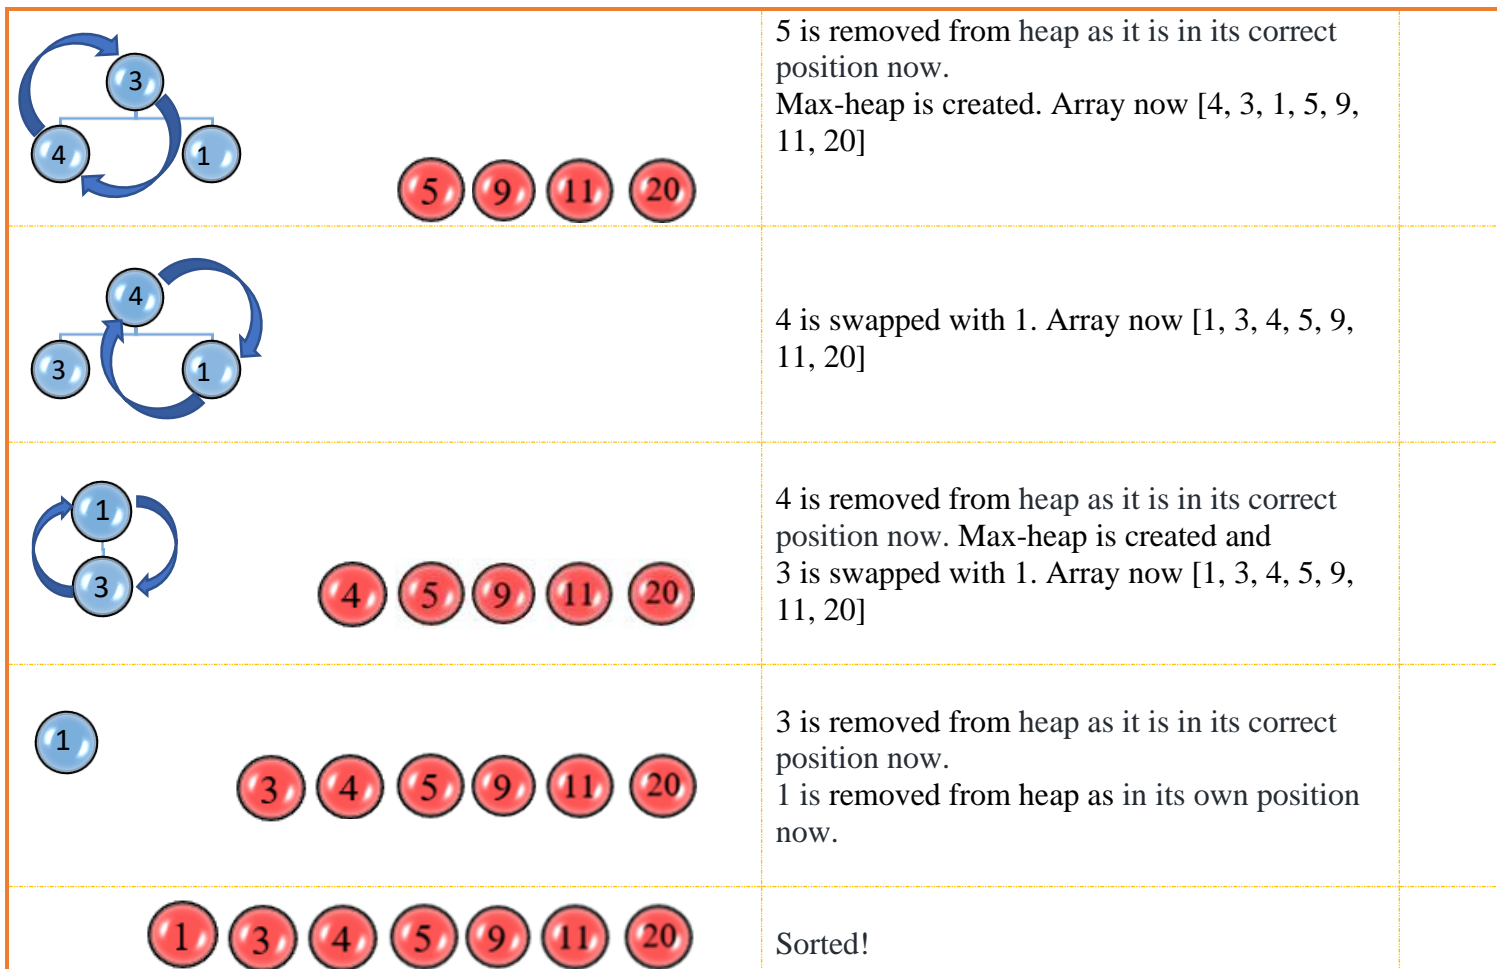 3
4 1
5 9 11 20
5 is removed from heap as it is in its correct
position now.
Max-heap is created. Array now [4, 3, 1, 5, 9,
11, 20]
4
3 1
4 is swapped with 1. Array now [1, 3, 4, 5, 9,
11, 20]
1
3
4 5 9 11 20
4 is removed from heap as it is in its correct
position now. Max-heap is created and
3 is swapped with 1. Array now [1, 3, 4, 5, 9,
11, 20]
1
3 4 5 9 11 20
3 is removed from heap as it is in its correct
position now.
1 is removed from heap as in its own position
now.
1 3 4 5 9 11 20
Sorted!